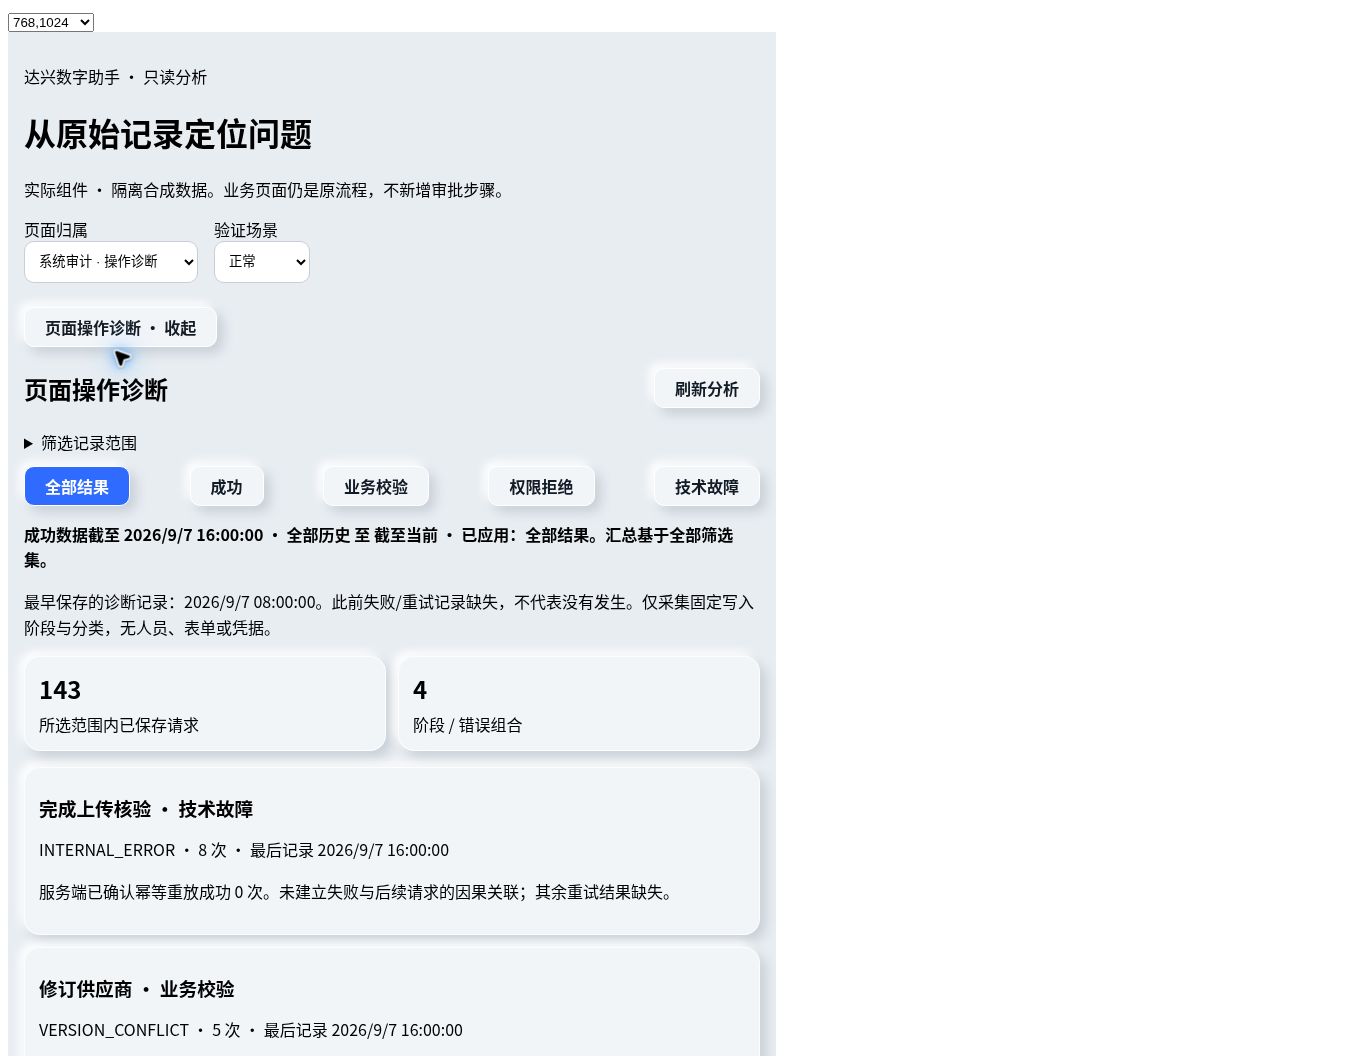 768,1024
达兴数字助手 · 只读分析
从原始记录定位问题
实际组件 · 隔离合成数据。业务页面仍是原流程，不新增审批步骤。
页面归属 验证场景
系统审计 · 操作诊断 正常
页面操作诊断 · 收起
页面操作诊断 刷新分析
筛选记录范围
全部结果 成功 业务校验 权限拒绝 技术故障
成功数据截至 2026/9/7 16:00:00 · 全部历史 至 截至当前 · 已应用：全部结果。汇总基于全部筛选
集。
最早保存的诊断记录：2026/9/7 08:00:00。此前失败/重试记录缺失，不代表没有发生。仅采集固定写入
阶段与分类，无人员、表单或凭据。
143 4
所选范围内已保存请求 阶段 / 错误组合
完成上传核验 · 技术故障
INTERNAL_ERROR · 8 次 · 最后记录 2026/9/7 16:00:00
服务端已确认幂等重放成功 0 次。未建立失败与后续请求的因果关联；其余重试结果缺失。
修订供应商 · 业务校验
VERSION_CONFLICT · 5 次 · 最后记录 2026/9/7 16:00:00